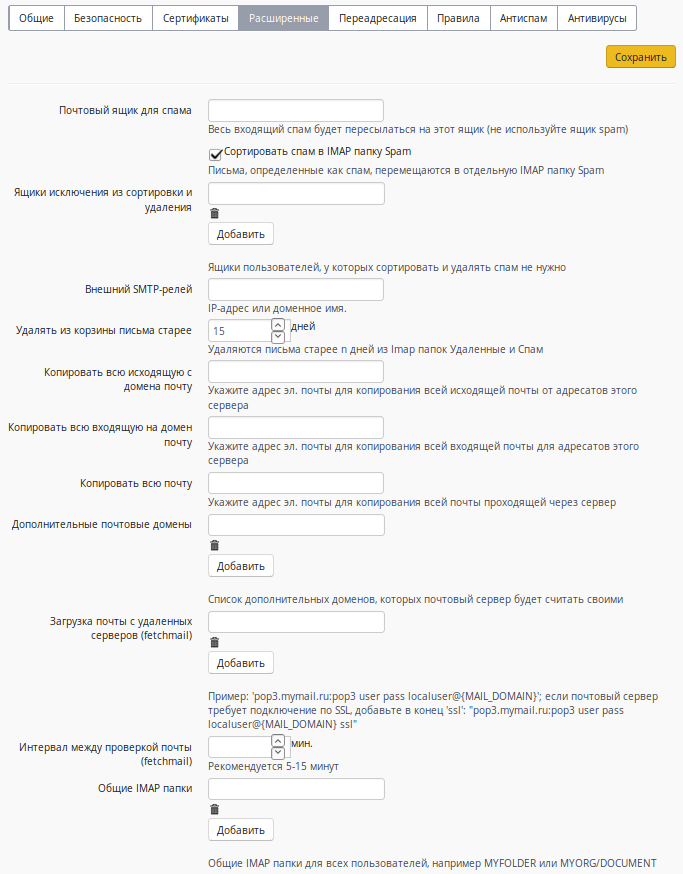 Общие Безопасность Сертификаты Расширенные Переадресация Правила Антиспам Антивирусы
Сохранить
Почтовый ящик для спама
Весь входящий спам будет пересылаться на этот ящик (не используйте ящик spam)
Сортировать спам в IMAP папку Spam
Письма, определенные как спам, перемещаются в отдельную IMAP папку Spam
Ящики исключения из сортировки и
удаления
Добавить
Ящики пользователей, у которых сортировать и удалять спам не нужно
Внешний SMTP-релей
IP-адрес или доменное имя.
Удалять из корзины письма старее 15 дней
Удаляются письма старее n дней из Imap папок Удаленные и Спам
Копировать всю исходящую с
домена почту
Укажите адрес эл. почты для копирования всей исходящей почты от адресатов этого
сервера
Копировать всю входящую на домен
почту
Укажите адрес эл. почты для копирования всей входящей почты для адресатов этого
сервера
Копировать всю почту
Укажите адрес эл. почты для копирования всей почты проходящей через сервер
Дополнительные почтовые домены
Добавить
Список дополнительных доменов, которых почтовый сервер будет считать своими
Загрузка почты с удаленных
серверов (fetchmail)
Добавить
Пример: 'pop3.mymail.ru:pop3 user pass localuser@{MAIL_DOMAIN}'; если почтовый сервер
требует подключение по SSL, добавьте в конец 'ssl': "pop3.mymail.ru:pop3 user pass
localuser@{MAIL_DOMAIN} ssl"
Интервал между проверкой почты
(fetchmail)
мин.
Рекомендуется 5-15 минут
Общие IMAP папки
Добавить
Общие IMAP папки для всех пользователей, например MYFOLDER или MYORG/DOCUMENT